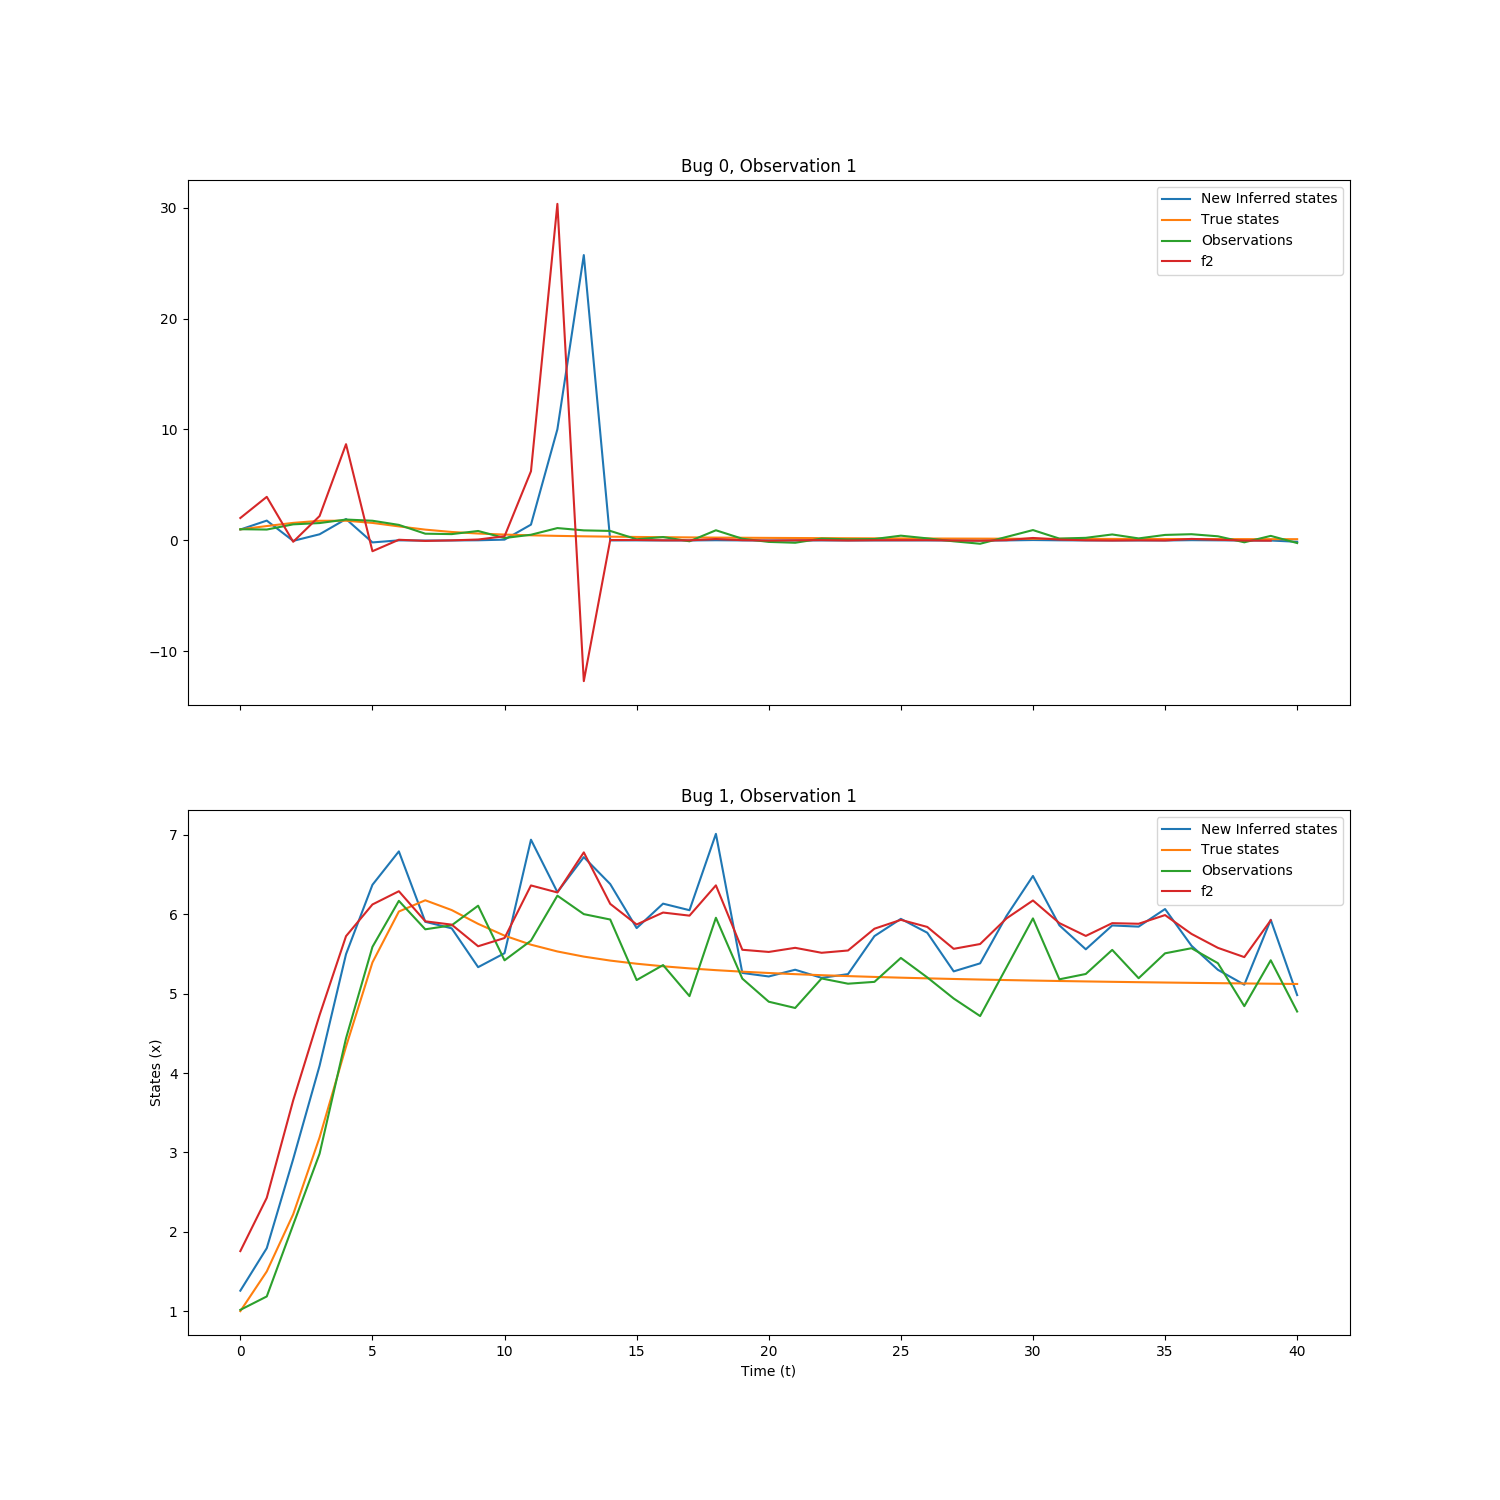 Bug 0, Observation 1
New Inferred states
True states
Observations
f2
30
20
10
0
−10
Bug 1, Observation 1
New Inferred states
True states
Observations
f2
7
6
5
4
3
2
1
States (x)
0 5 10 15 20 25 30 35 40
Time (t)